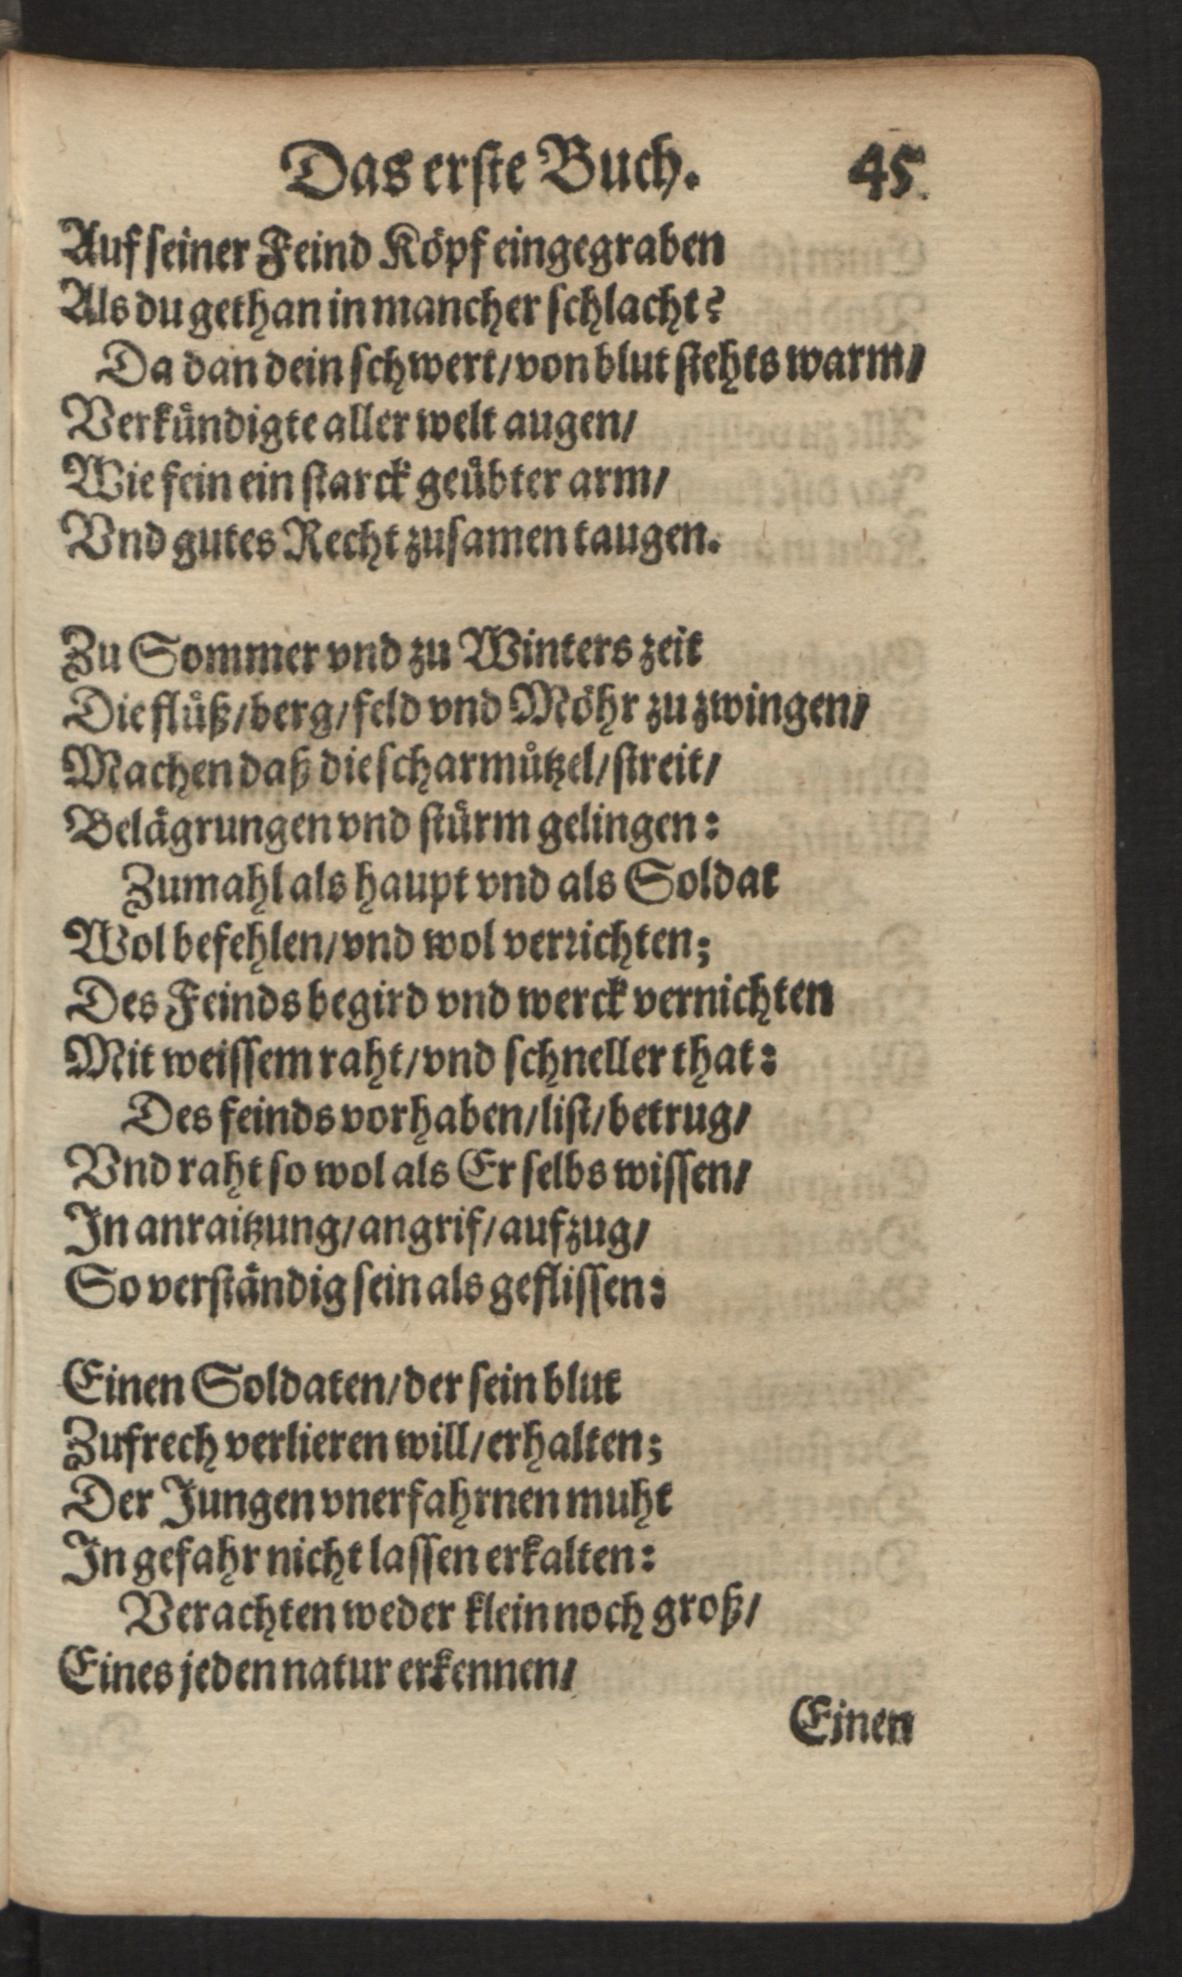 Das erste Buch. 45
Auf seiner Feind Köpf eingegraben
Als du gethan in mancher schlacht?
Da dan dein schwert/ von blut stehts warm/
Verkündigte aller welt augen/
Wie fein ein starck geübter arm/
Vnd gutes Recht zusamen taugen.
Zu Sommer vnd zu Winters zeit
Die flüß/ berg/ feld vnd Möhr zu zwingen/
Machen daß die scharmützel/ streit/
Belägrungen vnd stürm gelingen:
Zumahl als haupt vnd als Soldat
Wol befehlen/ vnd wol verrichten;
Des Feinds begird vnd werck vernichten
Mit weissem raht/ vnd schneller that:
Des feinds vorhaben/ list/ betrug/
Vnd raht so wol als Er selbs wissen/
In anraitzung/ angrif/ aufzug/
So verständig sein als geflissen:
Einen Soldaten/ der sein blut
Zufrech verlieren will/ erhalten;
Der Jungen vnerfahrnen muht
In gefahr nicht lassen erkalten:
Verachten weder klein noch groß/
Eines jeden natur erkennen/
Einen